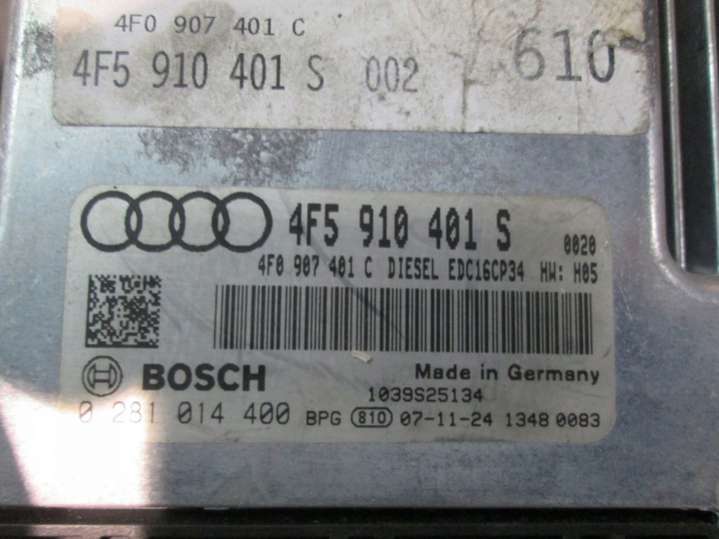 4F0 907 401 C
4F5 910 401 S 002 610
4F5 910 401 S 0020
4F0 907 401 C DIESEL EDC16CP34 HW: H05
BOSCH Made in Germany
1039S25134
0 281 014 400 BPG 810 07-11-24 1348 0083